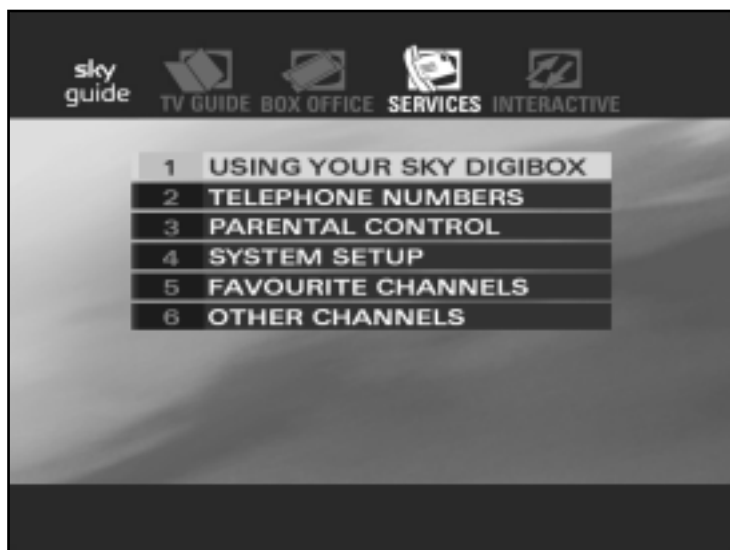 sky
guide
TV GUIDE BOX OFFICE SERVICES INTERACTIVE
1 USING YOUR SKY DIGIBOX
2 TELEPHONE NUMBERS
3 PARENTAL CONTROL
4 SYSTEM SETUP
5 FAVOURITE CHANNELS
6 OTHER CHANNELS